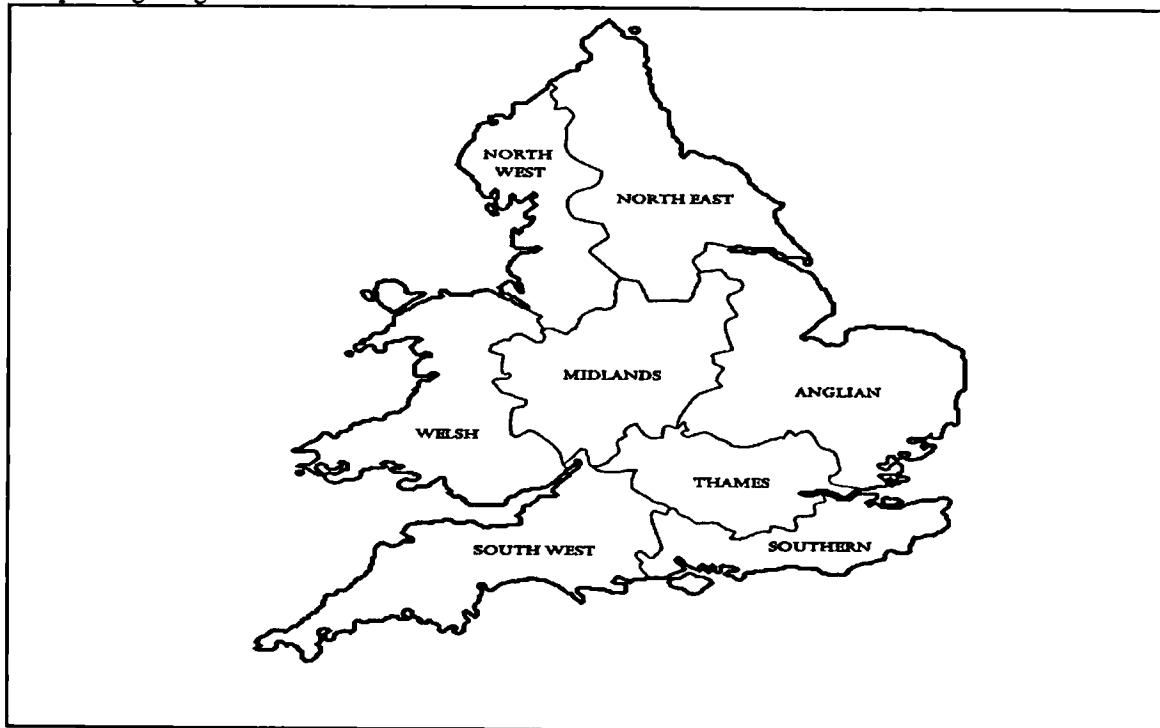 NORTH
WEST
NORTH EAST
MIDLANDS
ANGLIAN
WELSH
THAMES
SOUTH WEST
SOUTHERN